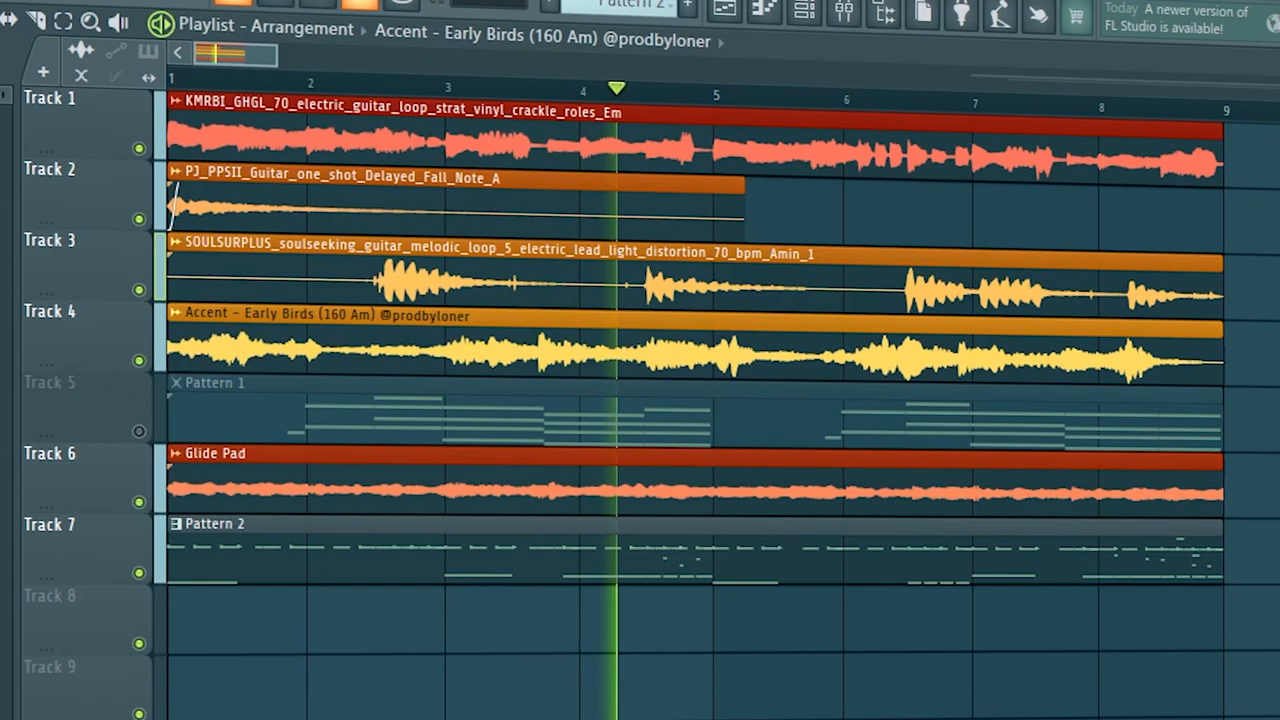 Pattern 2
Today A newer version of
FL Studio is available!
Playlist - Arrangement › Accent - Early Birds (160 Am) @prodbyloner ›
1 2 3 4 5 6 7 8 9
Track 1
KMRBI_GHGL_70_electric_guitar_loop_strat_vinyl_crackle_roles_Em
Track 2
PJ_PPSII_Guitar_one_shot_Delayed_Fall_Note_A
Track 3
SOULSURPLUS_soulseeking_guitar_melodic_loop_5_electric_lead_light_distortion_70_bpm_Amin_1
Track 4
Accent - Early Birds (160 Am) @prodbyloner
Track 5
Pattern 1
Track 6
Glide Pad
Track 7
Pattern 2
Track 8
Track 9